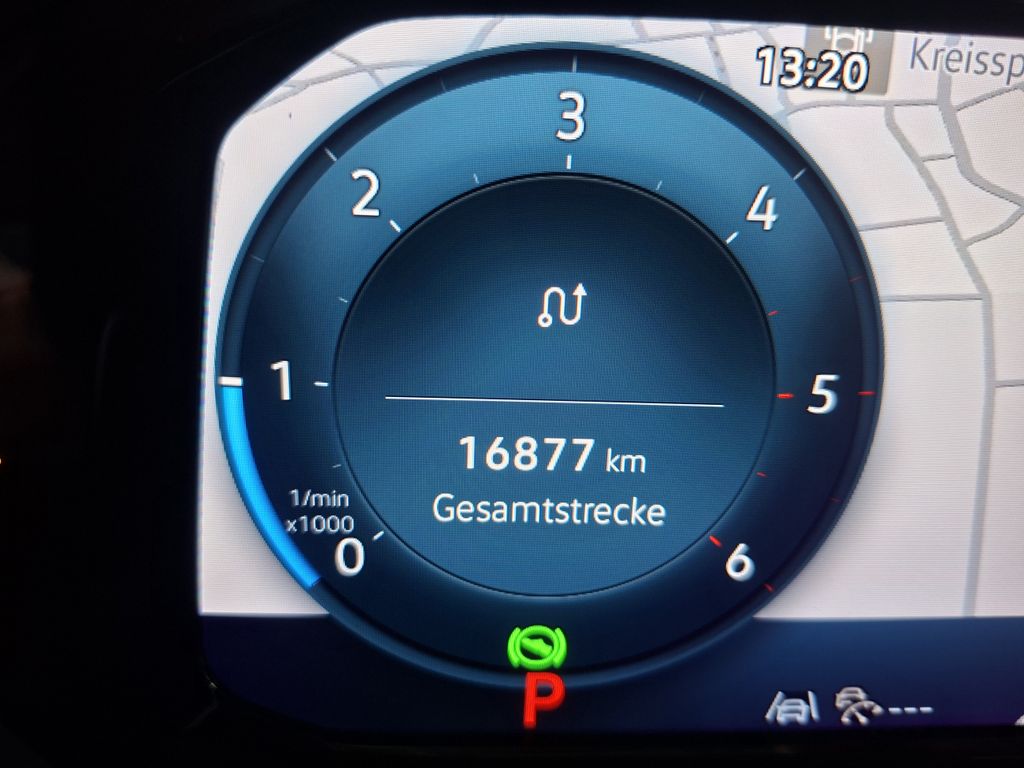 13:20
Kreissp
3
2
4
1
5
16877 km
Gesamtstrecke
1/min
x1000
0
6
P
---